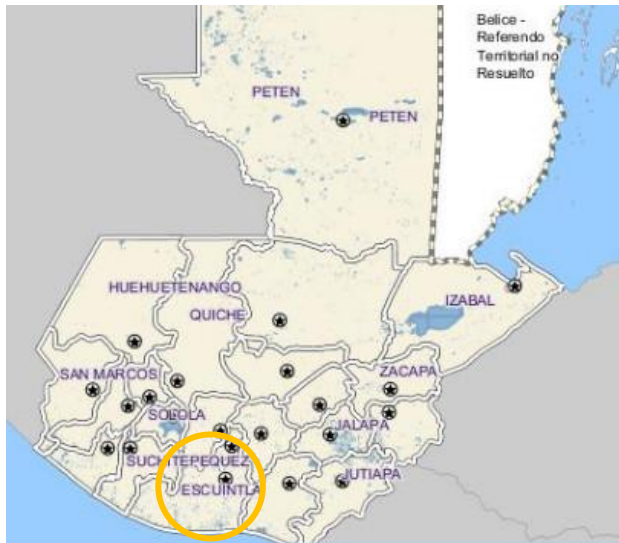 Belice -
Referendo
Territorial no
Resuelto
PETEN
PETEN
HUEHUETENANGO
IZABAL
QUICHE
SAN MARCOS
ZACAPA
SOLOLA
JALAPA
SUCHITEPEQUEZ
JUTIAPA
ESCUINTLA